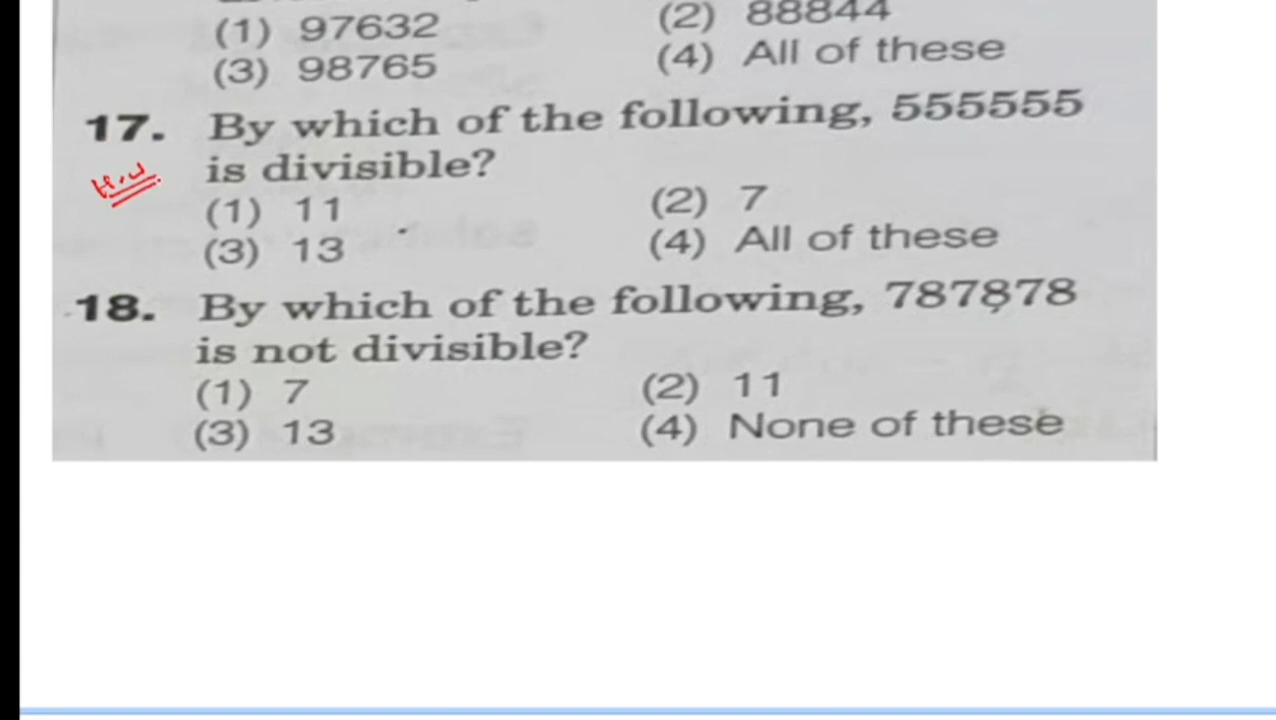 (1) 97632 (2) 88844
(3) 98765 (4) All of these
17. By which of the following, 555555
H.W is divisible?
(1) 11 (2) 7
(3) 13 (4) All of these
18. By which of the following, 787878
is not divisible?
(1) 7 (2) 11
(3) 13 (4) None of these